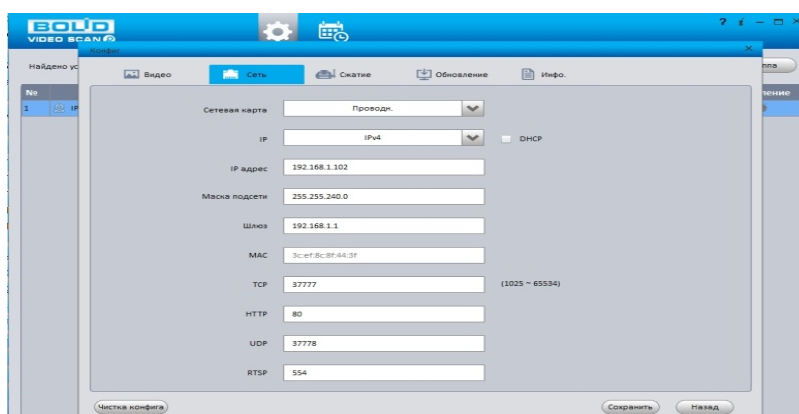 BOLID
VIDEO SCAN
? i
Конфиг
Найдено ус
ппа
Видео
Сеть
Сжатие
Обновление
Инфо.
No
ление
1 IP
Сетевая карта Проводн.
IP IPv4 DHCP
IP адрес 192.168.1.102
Маска подсети 255.255.240.0
Шлюз 192.168.1.1
MAC 3c:ef:8c:8f:44:3f
TCP 37777 (1025 ~ 65534)
HTTP 80
UDP 37778
RTSP 554
Чистка конфига Сохранить Назад